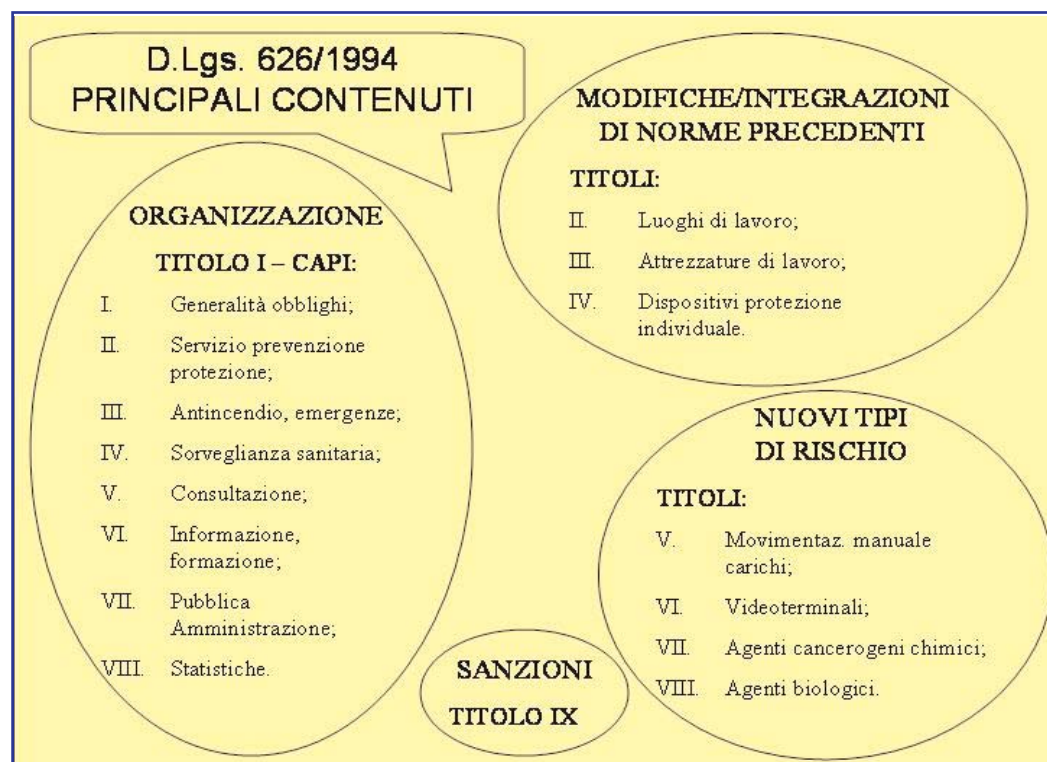 D.Lgs. 626/1994
PRINCIPALI CONTENUTI
ORGANIZZAZIONE
TITOLO I – CAPI:
I. Generalità obblighi;
II. Servizio prevenzione
protezione;
III. Antincendio, emergenze;
IV. Sorveglianza sanitaria;
V. Consultazione;
VI. Informazione,
formazione;
VII. Pubblica
Amministrazione;
VIII. Statistiche.
MODIFICHE/INTEGRAZIONI
DI NORME PRECEDENTI
TITOLI:
II. Luoghi di lavoro;
III. Attrezzature di lavoro;
IV. Dispositivi protezione
individuale.
NUOVI TIPI
DI RISCHIO
TITOLI:
V. Movimentaz. manuale
carichi;
VI. Videoterminali;
VII. Agenti cancerogeni chimici;
VIII. Agenti biologici.
SANZIONI
TITOLO IX